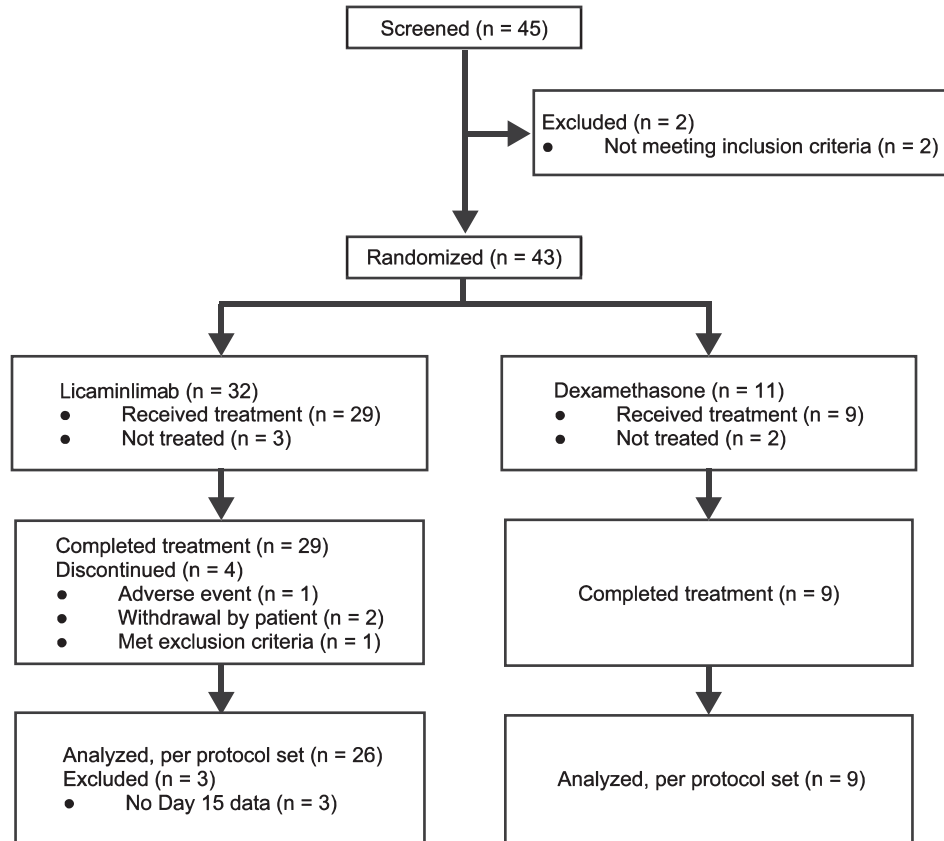 Screened (n = 45)
Excluded (n = 2)
● Not meeting inclusion criteria (n = 2)
Randomized (n = 43)
Licaminlimab (n = 32)
● Received treatment (n = 29)
● Not treated (n = 3)
Dexamethasone (n = 11)
● Received treatment (n = 9)
● Not treated (n = 2)
Completed treatment (n = 29)
Discontinued (n = 4)
● Adverse event (n = 1)
● Withdrawal by patient (n = 2)
● Met exclusion criteria (n = 1)
Completed treatment (n = 9)
Analyzed, per protocol set (n = 26)
Excluded (n = 3)
● No Day 15 data (n = 3)
Analyzed, per protocol set (n = 9)